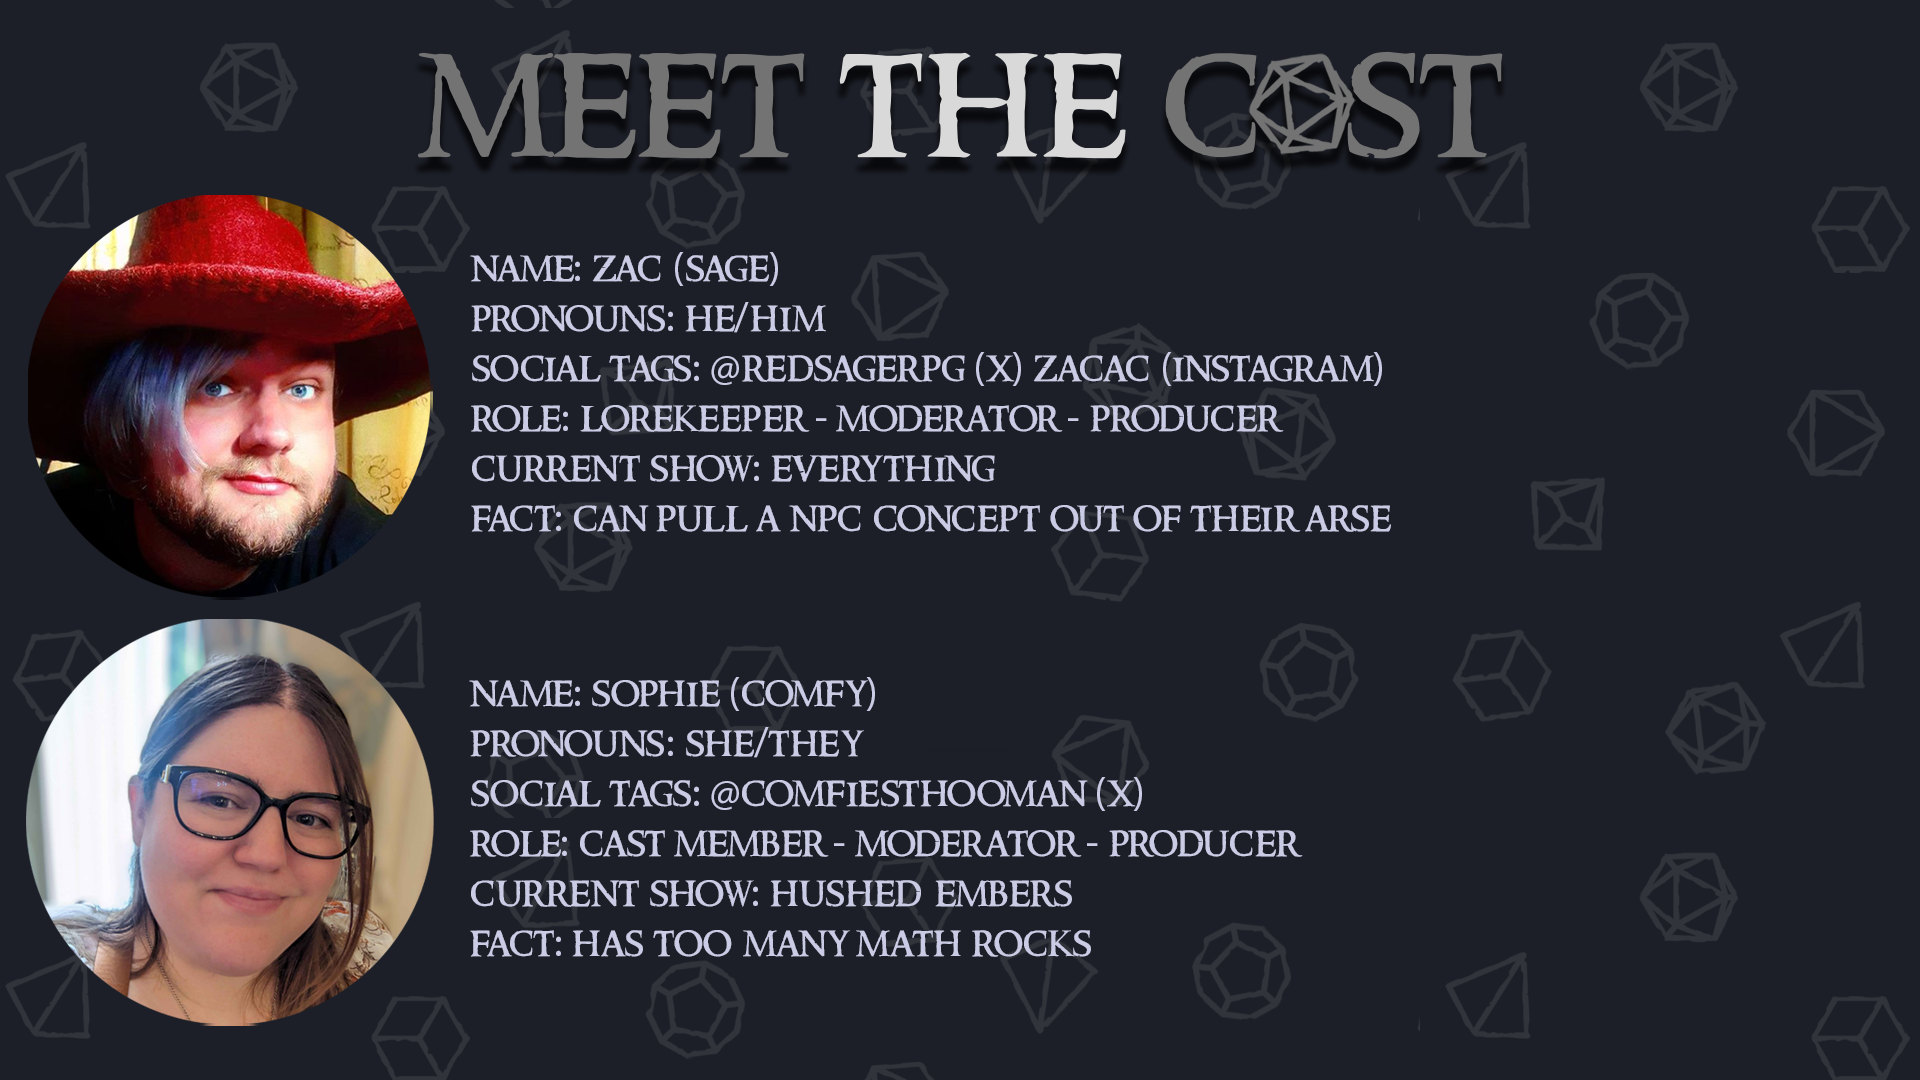 MEET THE COST
NAME: ZAC (SAGE)
PRONOUNS: HE/HIM
SOCIAL TAGS: @REDSAGERPG (X) ZACAC (INSTAGRAM)
ROLE: LOREKEEPER - MODERATOR - PRODUCER
CURRENT SHOW: EVERYTHING
FACT: CAN PULL A NPC CONCEPT OUT OF THEIR ARSE
NAME: SOPHIE (COMFY)
PRONOUNS: SHE/THEY
SOCIAL TAGS: @COMFIESTHOOMAN (X)
ROLE: CAST MEMBER - MODERATOR - PRODUCER
CURRENT SHOW: HUSHED EMBERS
FACT: HAS TOO MANY MATH ROCKS